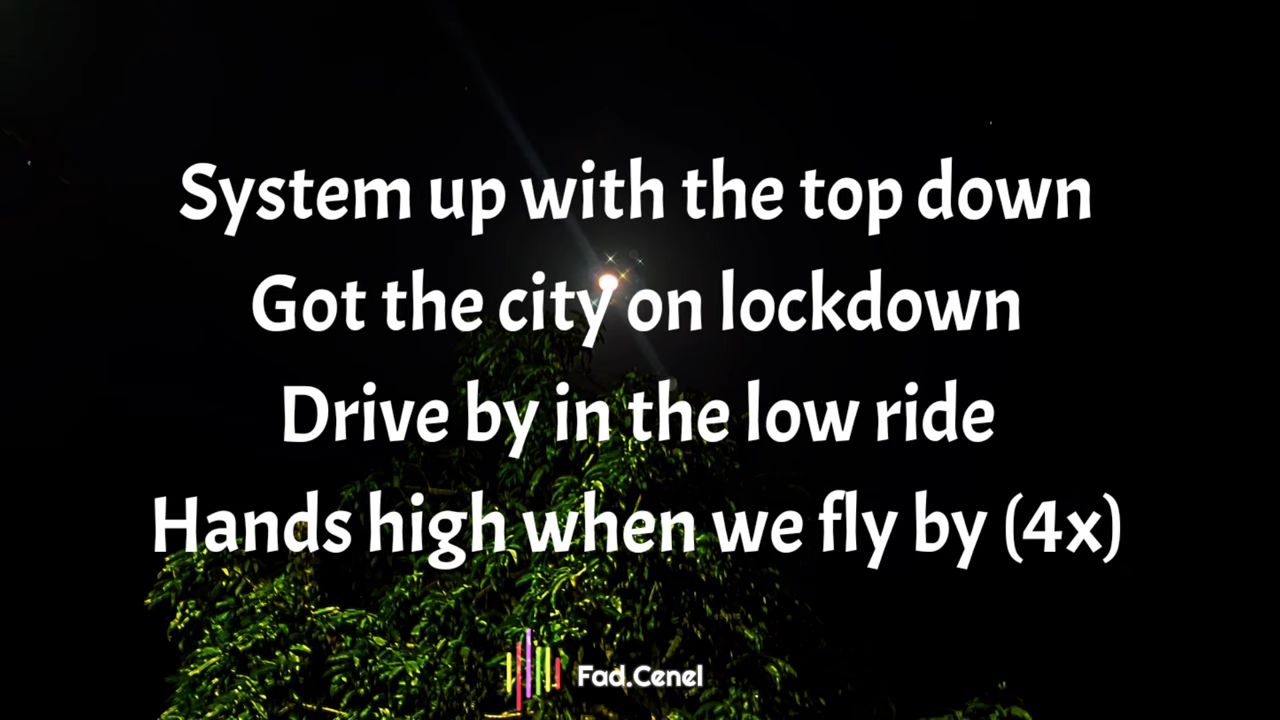 System up with the top down
Got the city on lockdown
Drive by in the low ride
Hands high when we fly by (4x)
Fad.Cenel